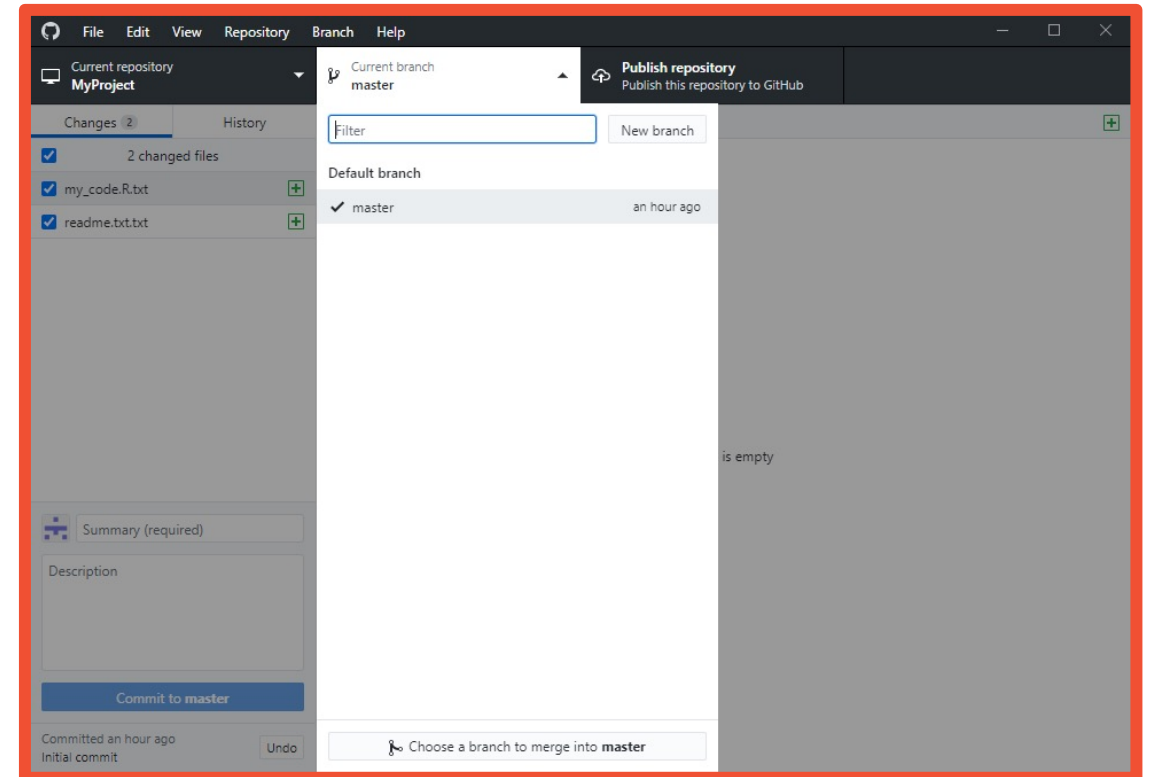 File Edit View Repository Branch Help
Current repository
MyProject
Current branch
master
Publish repository
Publish this repository to GitHub
Changes 2 History
2 changed files
my_code.R.txt
readme.txt.txt
Filter New branch
Default branch
master an hour ago
is empty
Summary (required)
Description
Commit to master
Committed an hour ago
Initial commit
Undo
Choose a branch to merge into master